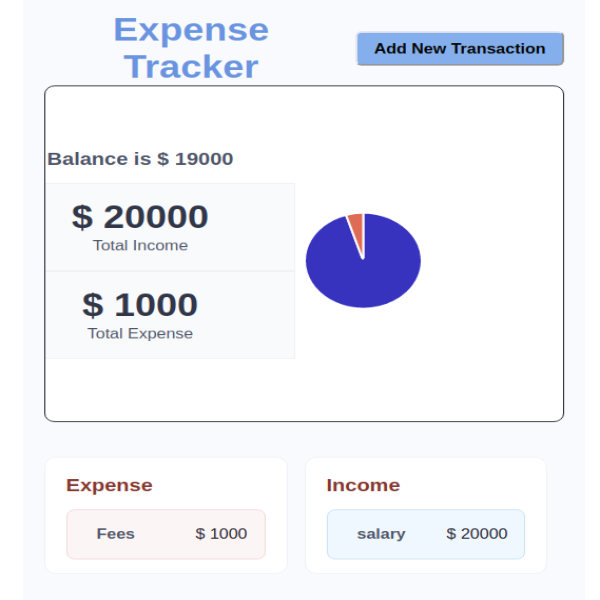 Expense
Tracker
Add New Transaction
Balance is $ 19000
$ 20000
Total Income
$ 1000
Total Expense
Expense
Fees $ 1000
Income
salary $ 20000